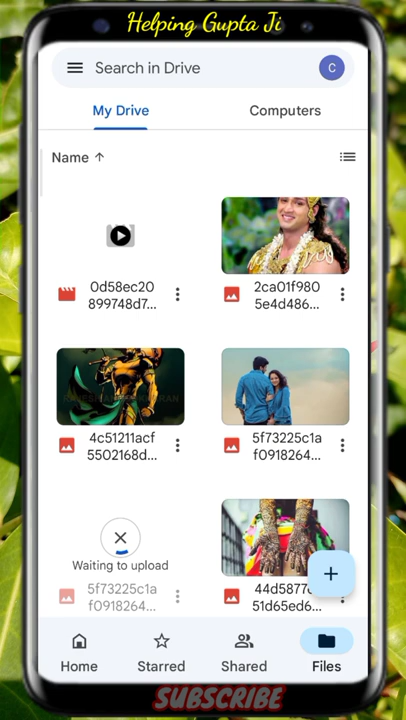 Helping Gupta Ji
Search in Drive
C
My Drive
Computers
Name ↑
0d58ec20
899748d7...
2ca01f980
5e4d486...
4c51211acf
5502168d...
5f73225c1a
f0918264...
Waiting to upload
5f73225c1a
f0918264...
44d5877
51d65ed6...
+
Home
Starred
Shared
Files
SUBSCRIBE